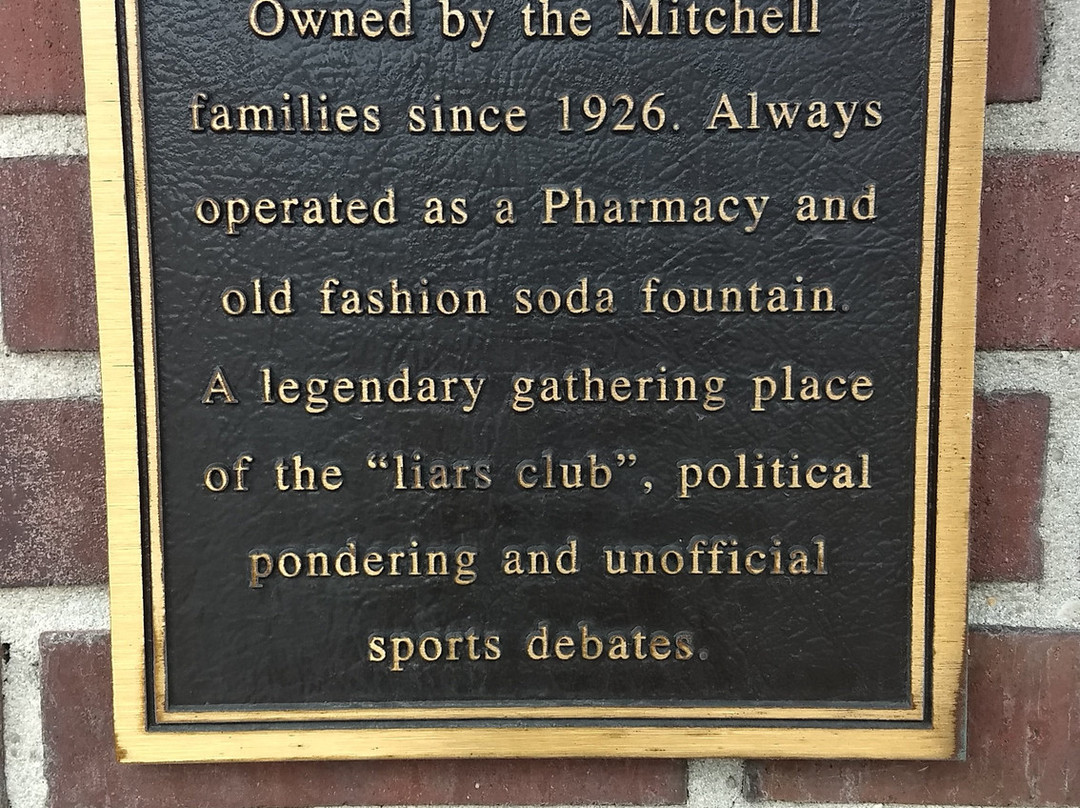 Owned by the Mitchell
families since 1926. Always
operated as a Pharmacy and
old fashion soda fountain.
A legendary gathering place
of the “liars club”, political
pondering and unofficial
sports debates.